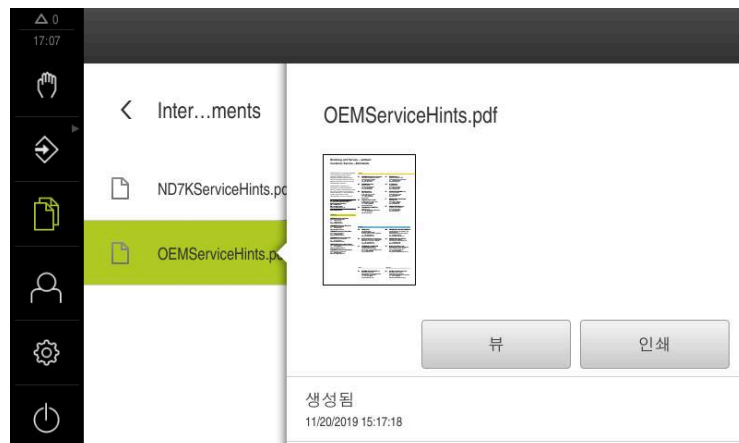 0
17:07
Inter...ments
OEMServiceHints.pdf
ND7KServiceHints.pd
OEMServiceHints.p
뷰
인쇄
생성됨
11/20/2019 15:17:18